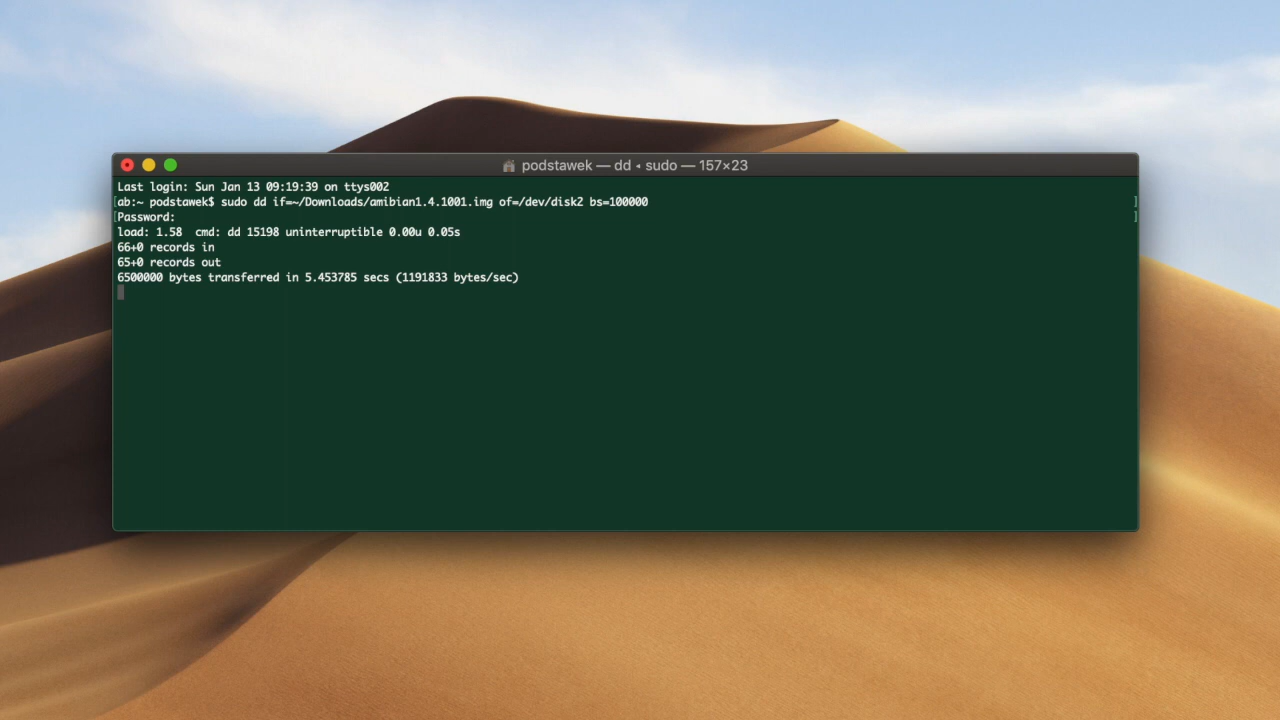 podstawek — dd ◂ sudo — 157×23
Last login: Sun Jan 13 09:19:39 on ttys002
[ab:~ podstawek$ sudo dd if=~/Downloads/amibian1.4.1001.img of=/dev/disk2 bs=100000 ]
[Password: ]
load: 1.58  cmd: dd 15198 uninterruptible 0.00u 0.05s
66+0 records in
65+0 records out
6500000 bytes transferred in 5.453785 secs (1191833 bytes/sec)